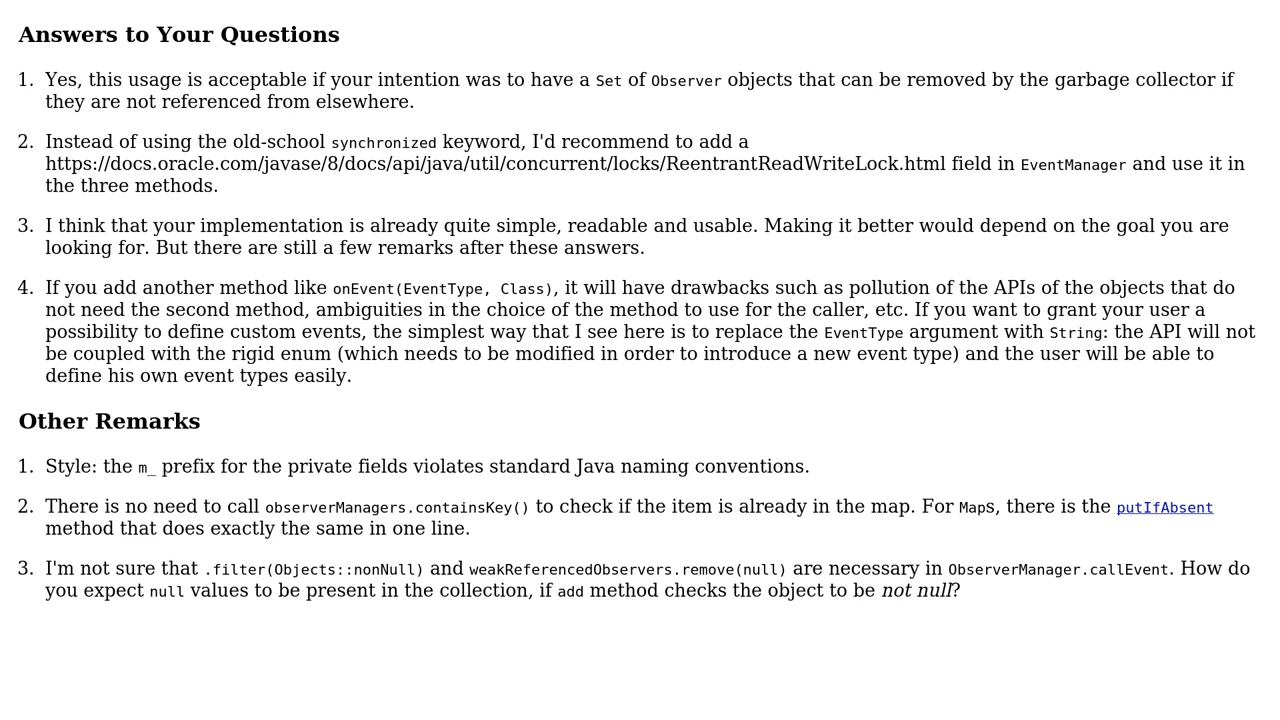 Answers to Your Questions
1. Yes, this usage is acceptable if your intention was to have a Set of Observer objects that can be removed by the garbage collector if
they are not referenced from elsewhere.
2. Instead of using the old-school synchronized keyword, I'd recommend to add a
https://docs.oracle.com/javase/8/docs/api/java/util/concurrent/locks/ReentrantReadWriteLock.html field in EventManager and use it in
the three methods.
3. I think that your implementation is already quite simple, readable and usable. Making it better would depend on the goal you are
looking for. But there are still a few remarks after these answers.
4. If you add another method like onEvent(EventType, Class), it will have drawbacks such as pollution of the APIs of the objects that do
not need the second method, ambiguities in the choice of the method to use for the caller, etc. If you want to grant your user a
possibility to define custom events, the simplest way that I see here is to replace the EventType argument with String: the API will not
be coupled with the rigid enum (which needs to be modified in order to introduce a new event type) and the user will be able to
define his own event types easily.
Other Remarks
1. Style: the m_ prefix for the private fields violates standard Java naming conventions.
2. There is no need to call observerManagers.containsKey() to check if the item is already in the map. For Maps, there is the putIfAbsent
method that does exactly the same in one line.
3. I'm not sure that .filter(Objects::nonNull) and weakReferencedObservers.remove(null) are necessary in ObserverManager.callEvent. How do
you expect null values to be present in the collection, if add method checks the object to be not null?